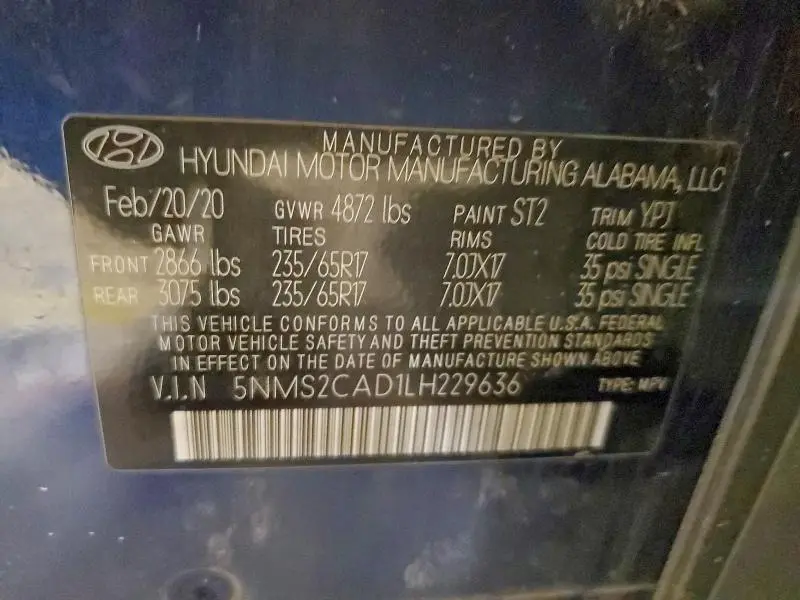 MANUFACTURED BY
HYUNDAI MOTOR MANUFACTURING ALABAMA, LLC
Feb/20/20 GVWR 4872 lbs PAINT ST2 TRIM YPJ
GAWR TIRES RIMS COLD TIRE INFL
FRONT 2866 lbs 235/65R17 7.0JX17 35 psi SINGLE
REAR 3075 lbs 235/65R17 7.0JX17 35 psi SINGLE
THIS VEHICLE CONFORMS TO ALL APPLICABLE U.S.A. FEDERAL
MOTOR VEHICLE SAFETY AND THEFT PREVENTION STANDARDS
IN EFFECT ON THE DATE OF MANUFACTURE SHOWN ABOVE
V.I.N 5NMS2CAD1LH229636 TYPE: MPV